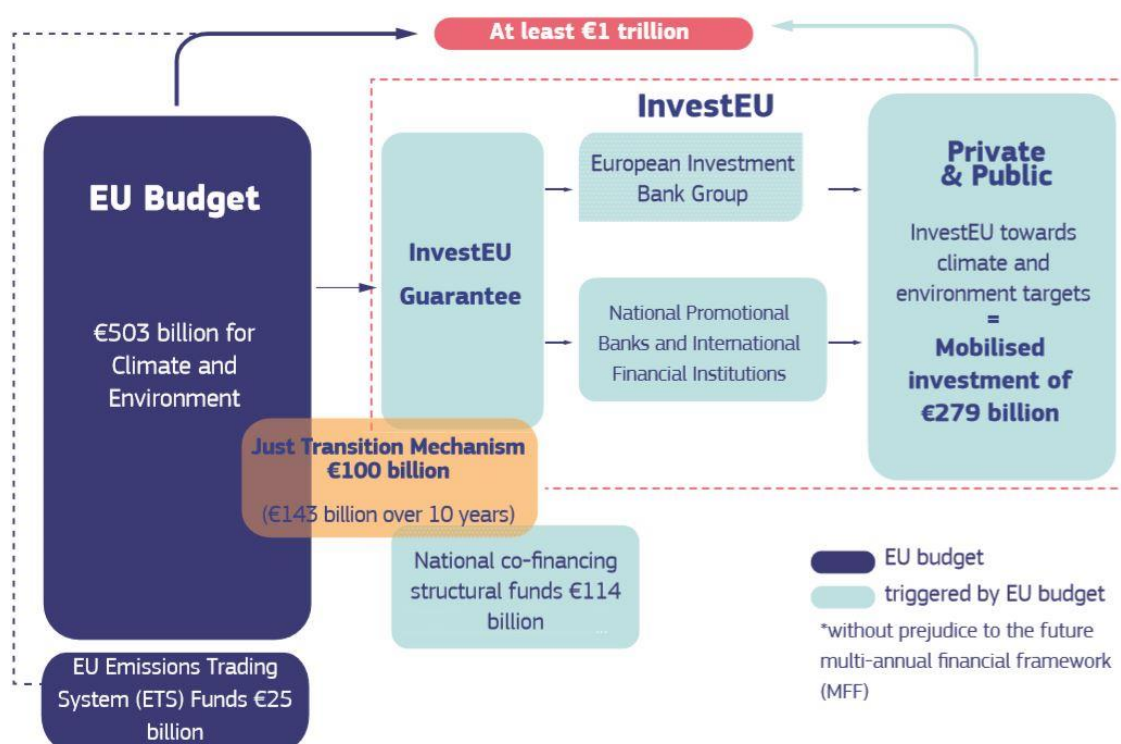 At least €1 trillion
EU Budget
€503 billion for
Climate and
Environment
InvestEU
InvestEU
Guarantee
European Investment
Bank Group
National Promotional
Banks and International
Financial Institutions
Private
& Public
InvestEU towards
climate and
environment targets
=
Mobilised
investment of
€279 billion
Just Transition Mechanism
€100 billion
(€143 billion over 10 years)
National co-financing
structural funds €114
billion
EU Emissions Trading
System (ETS) Funds €25
billion
EU budget
triggered by EU budget
*without prejudice to the future
multi-annual financial framework
(MFF)